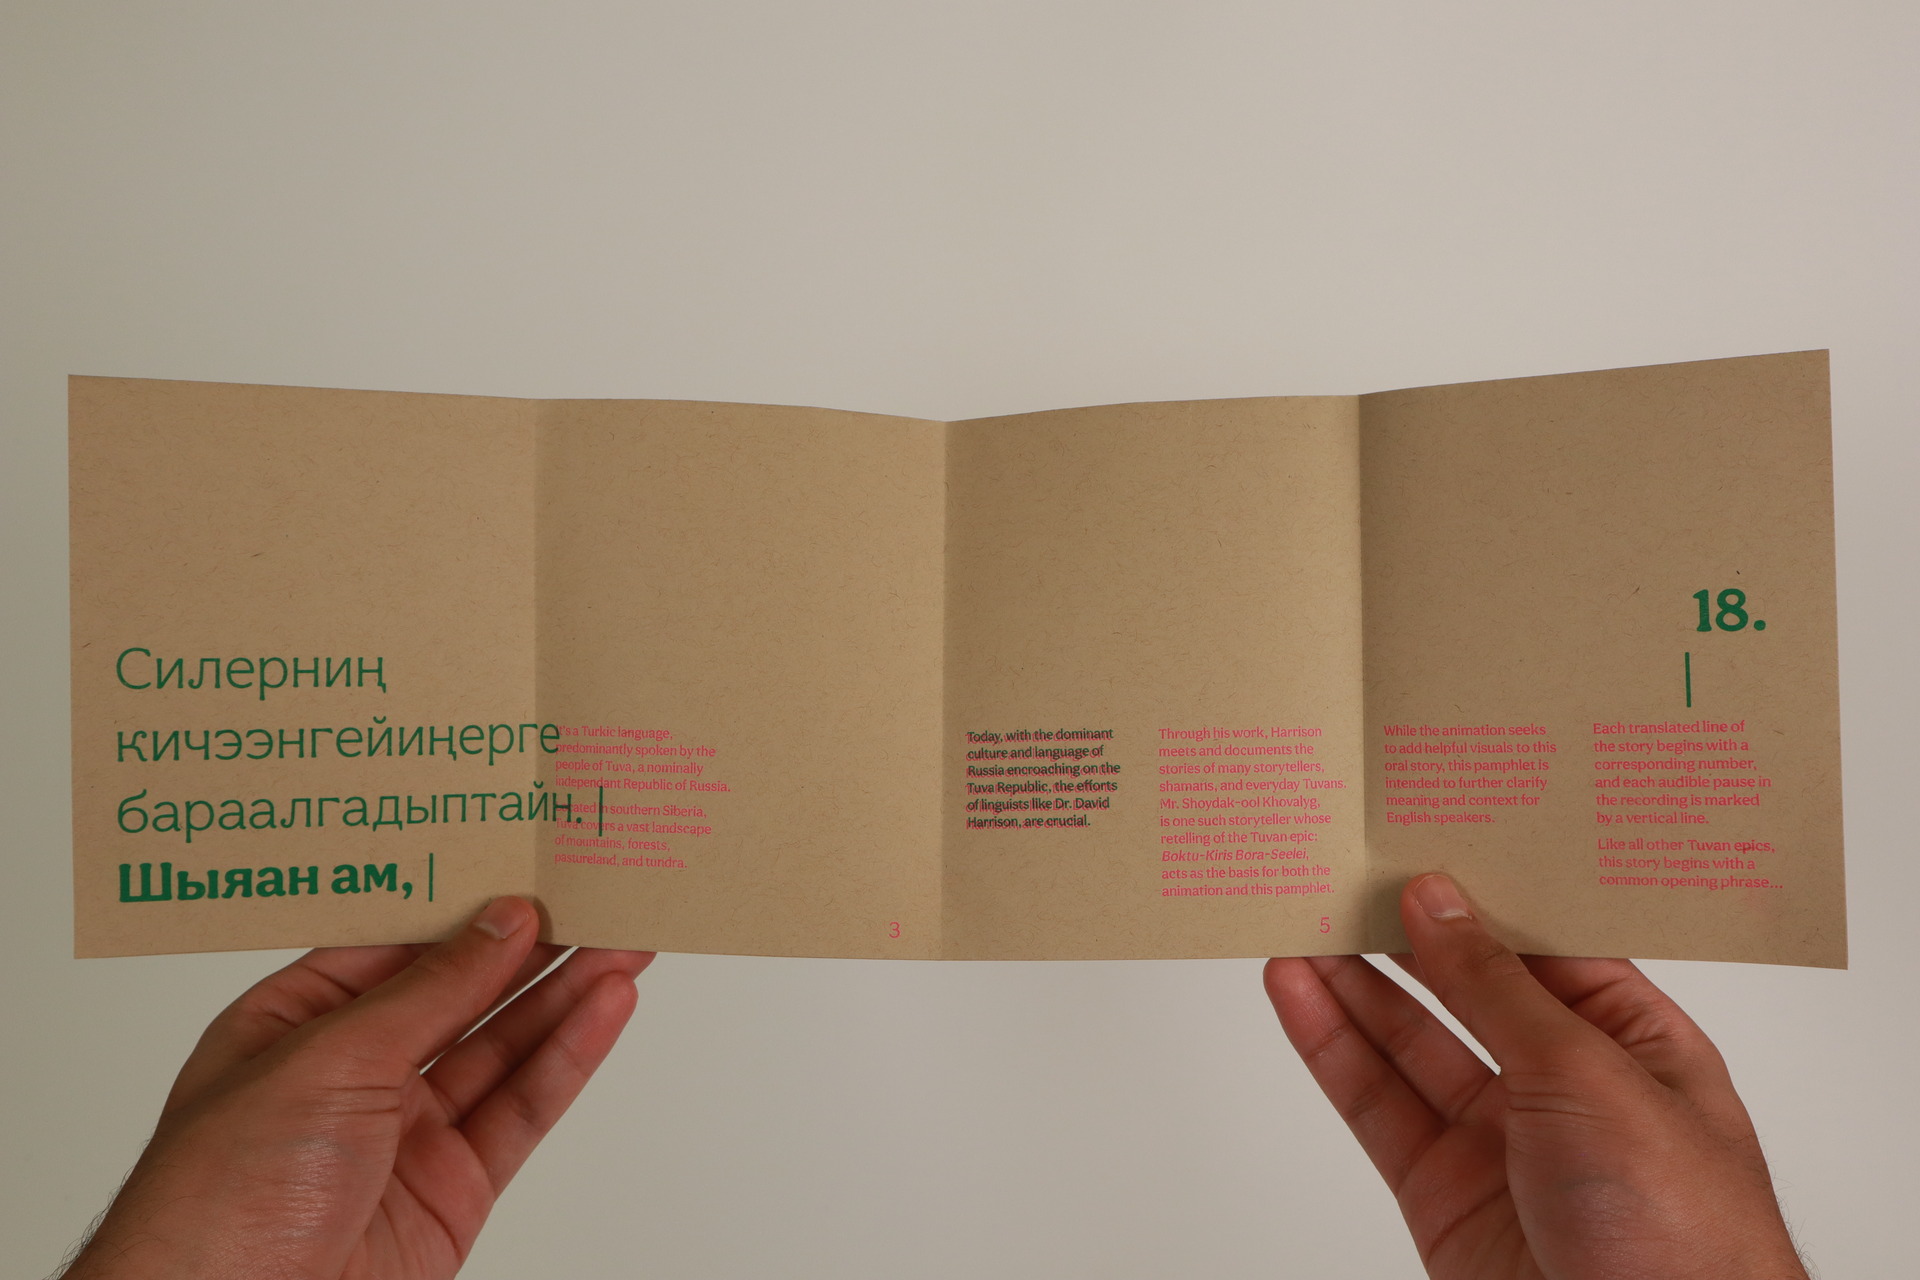 Силерниң
кичээнгейиңерге
бараалгадыптайн. |
Шыяан ам, |
It's a Turkic language,
predominantly spoken by the
people of Tuva, a nominally
independant Republic of Russia.
Located in southern Siberia,
Tuva covers a vast landscape
of mountains, forests,
pastureland, and tundra.
3
Today, with the dominant
culture and language of
Russia encroaching on the
Tuva Republic, the efforts
of linguists like Dr. David
Harrison, are crucial.
Through his work, Harrison
meets and documents the
stories of many storytellers,
shamans, and everyday Tuvans.
Mr. Shoydak-ool Khovalyg,
is one such storyteller whose
retelling of the Tuvan epic:
Boktu-Kiris Bora-Seelei,
acts as the basis for both the
animation and this pamphlet.
5
While the animation seeks
to add helpful visuals to this
oral story, this pamphlet is
intended to further clarify
meaning and context for
English speakers.
18.
|
Each translated line of
the story begins with a
corresponding number,
and each audible pause in
the recording is marked
by a vertical line.
Like all other Tuvan epics,
this story begins with a
common opening phrase...